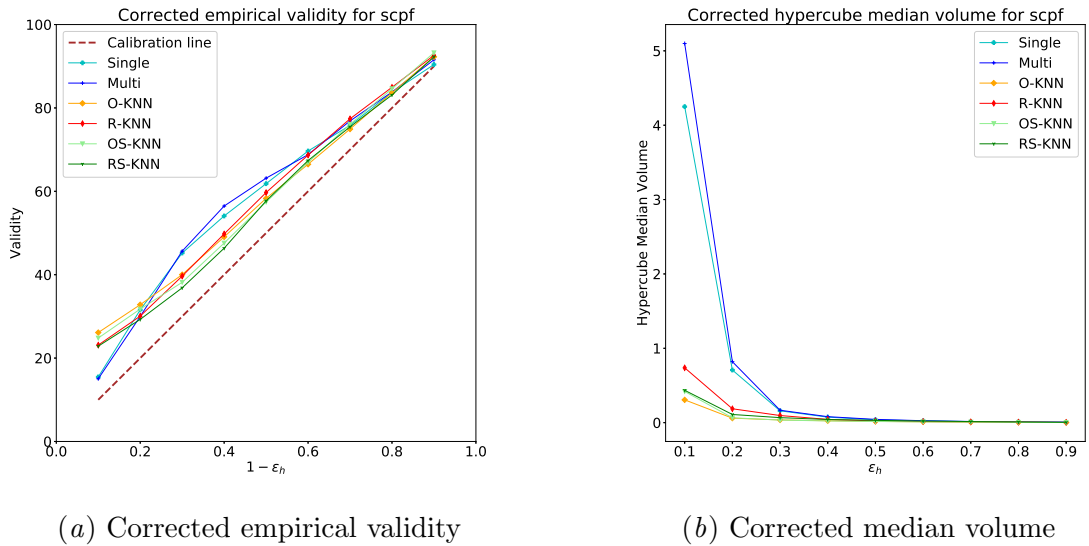 Corrected empirical validity for scpf
100
80
60
40
20
0
Validity
Calibration line
Single
Multi
O-KNN
R-KNN
OS-KNN
RS-KNN
0.0 0.2 0.4 0.6 0.8 1.0
1 − ε_h
(a) Corrected empirical validity
Corrected hypercube median volume for scpf
5
4
3
2
1
0
Hypercube Median Volume
Single
Multi
O-KNN
R-KNN
OS-KNN
RS-KNN
0.1 0.2 0.3 0.4 0.5 0.6 0.7 0.8 0.9
ε_h
(b) Corrected median volume